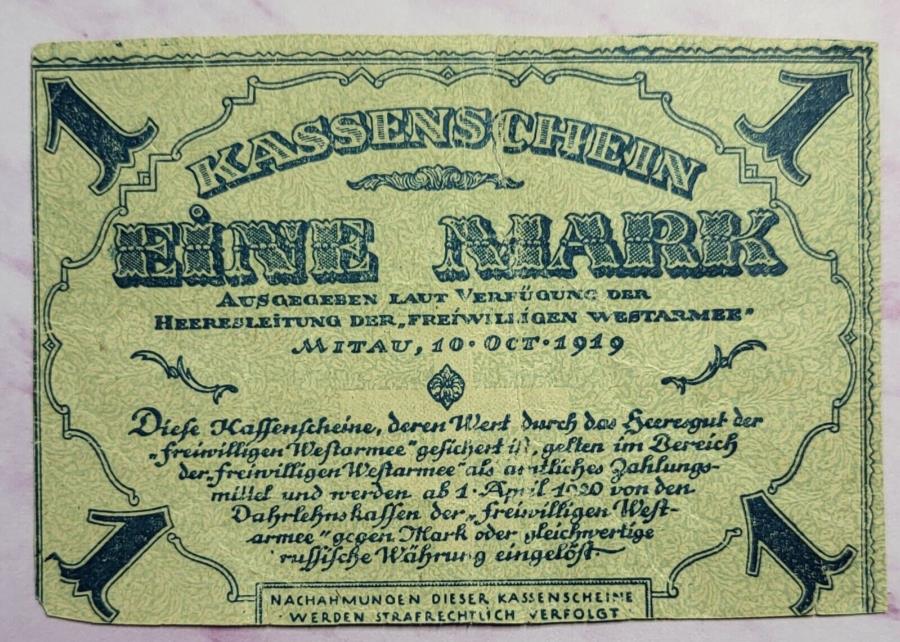 1 1
KASSENSCHEIN
EINE MARK
AUSGEGEBEN LAUT VERFÜGUNG DER
HEERESLEITUNG DER „FREIWILLIGEN WESTARMEE"
MITAU, 10. OCT. 1919
Diese Kassenscheine, deren Wert durch das Heeresgut der
„freiwilligen Westarmee" gesichert ist, gelten im Bereich
der „freiwilligen Westarmee" als amtliches Zahlungs-
mittel und werden ab 1. April 1920 von den
Dahrlehnskassen der „freiwilligen West-
armee" gegen Mark oder gleichwertige
russische Währung eingelöst
1 1
NACHAHMUNGEN DIESER KASSENSCHEINE
WERDEN STRAFRECHTLICH VERFOLGT